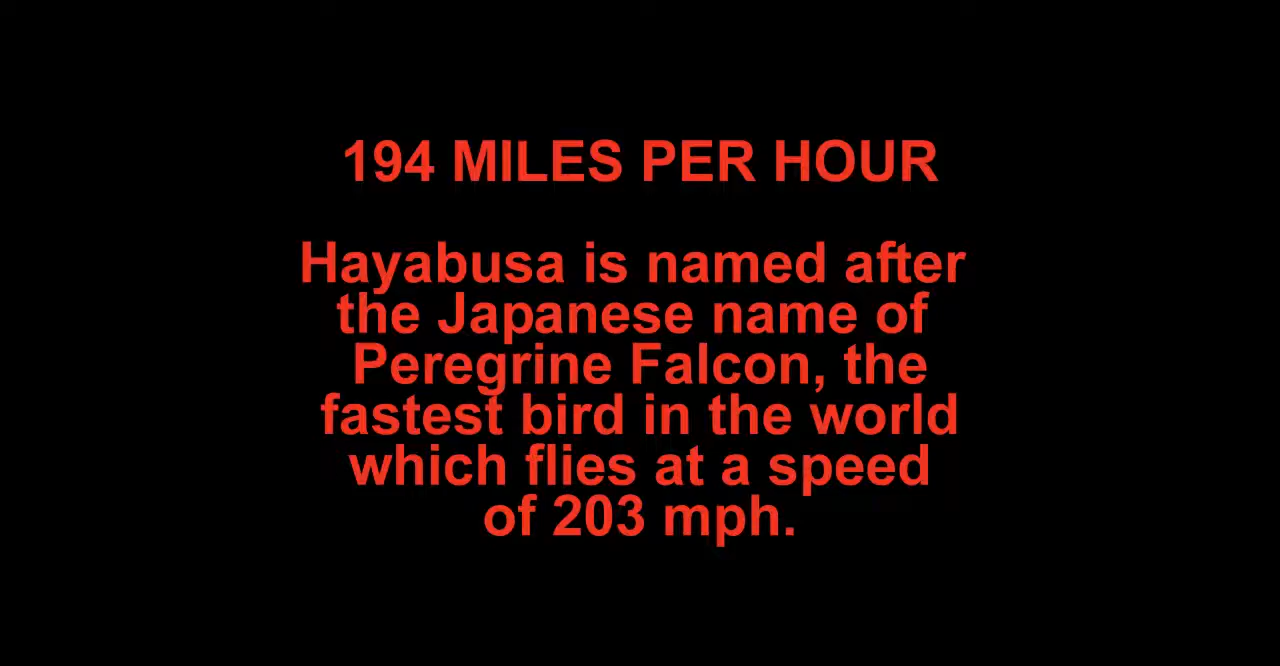 194 MILES PER HOUR
Hayabusa is named after
the Japanese name of
Peregrine Falcon, the
fastest bird in the world
which flies at a speed
of 203 mph.